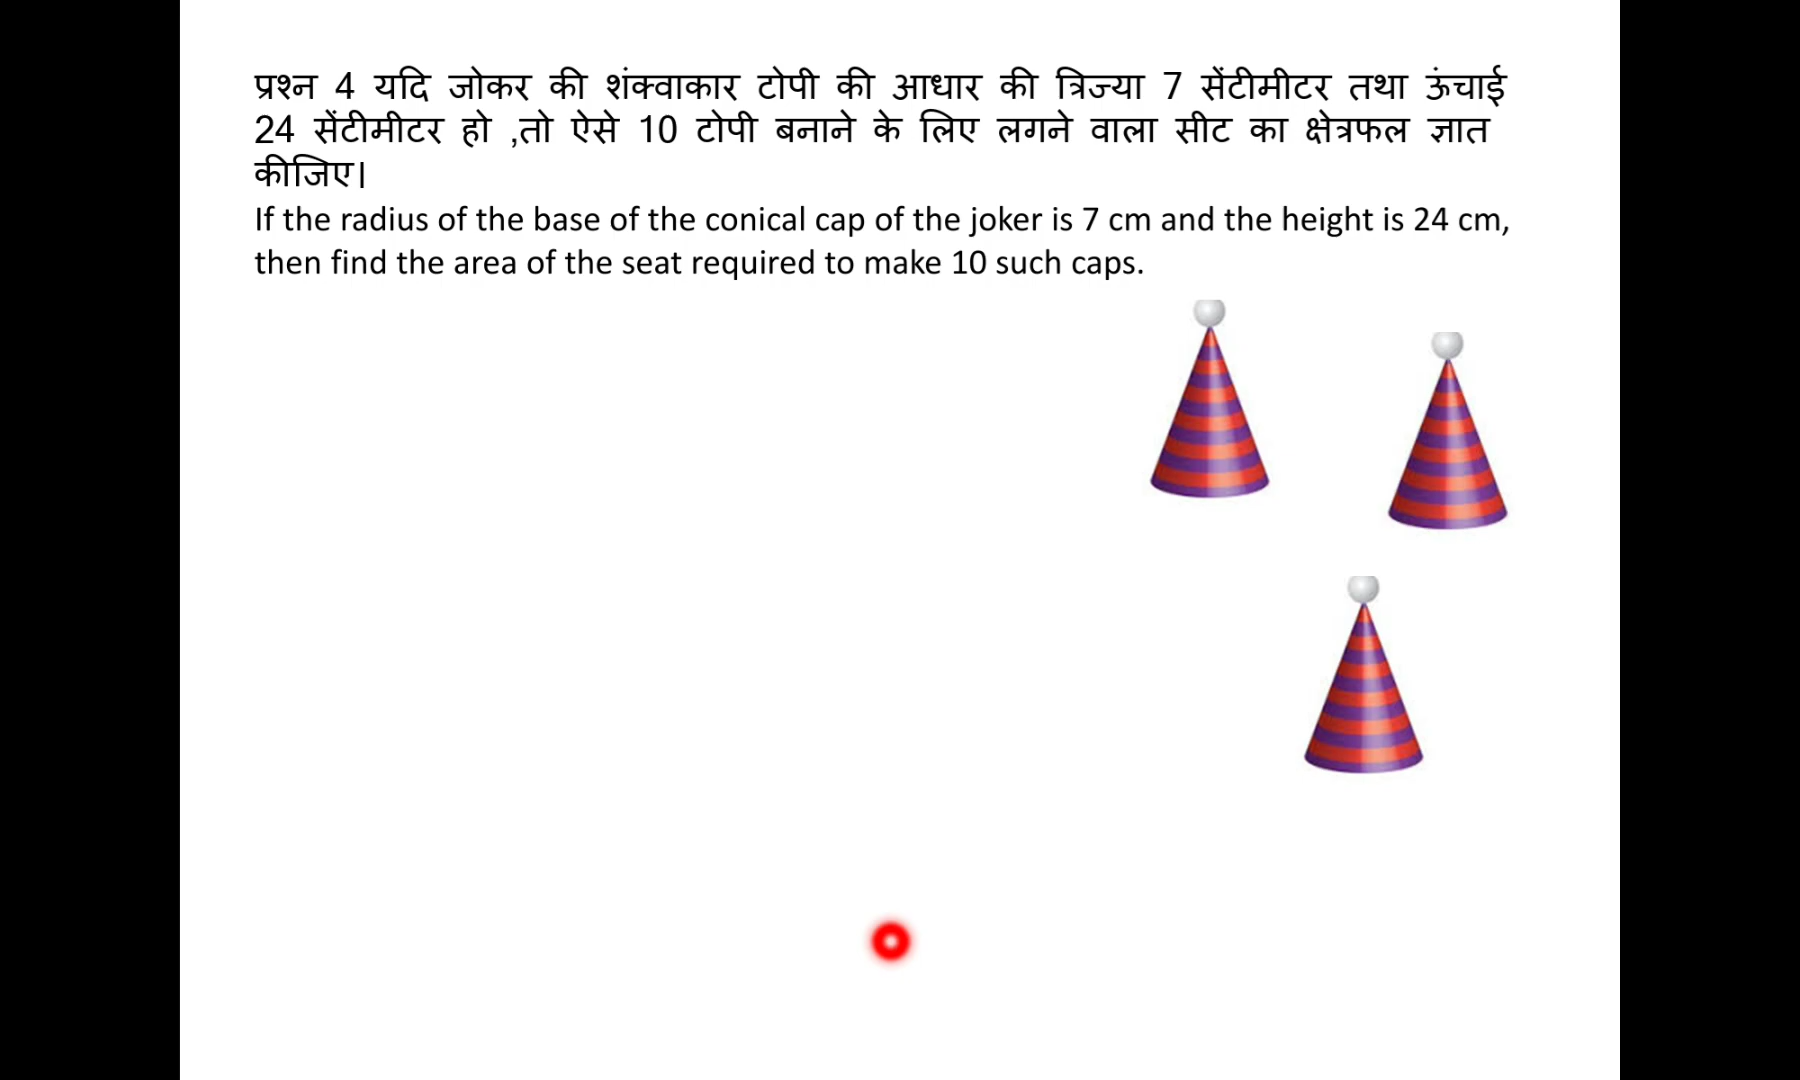 प्रश्न 4 यदि जोकर की शंक्वाकार टोपी की आधार की त्रिज्या 7 सेंटीमीटर तथा ऊंचाई
24 सेंटीमीटर हो ,तो ऐसे 10 टोपी बनाने के लिए लगने वाला सीट का क्षेत्रफल ज्ञात
कीजिए।
If the radius of the base of the conical cap of the joker is 7 cm and the height is 24 cm,
then find the area of the seat required to make 10 such caps.